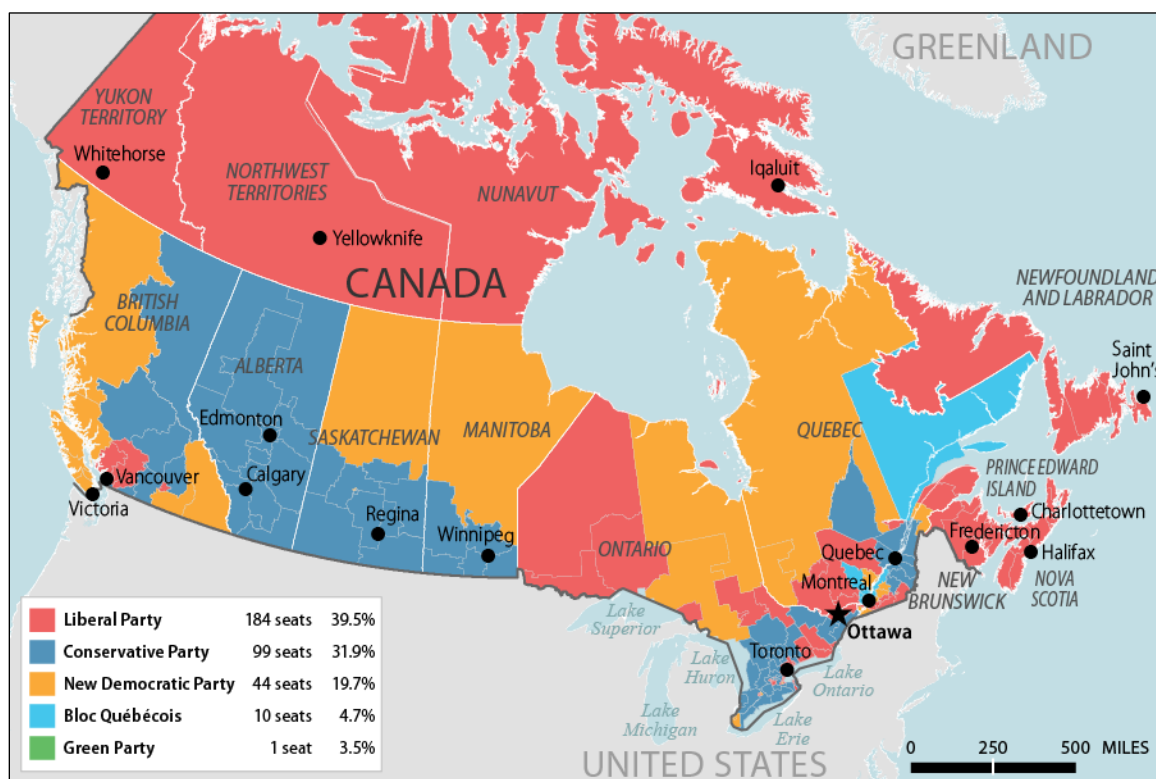 GREENLAND
YUKON
TERRITORY
Whitehorse
NORTHWEST
TERRITORIES
NUNAVUT
Iqaluit
Yellowknife
CANADA
NEWFOUNDLAND
AND LABRADOR
BRITISH
COLUMBIA
ALBERTA
Saint
John's
Edmonton
SASKATCHEWAN
MANITOBA
QUEBEC
Vancouver
Calgary
PRINCE EDWARD
ISLAND
Victoria
Regina
Winnipeg
Charlottetown
Fredericton
ONTARIO
Quebec
Halifax
Montreal
NEW
BRUNSWICK
NOVA
SCOTIA
Lake
Superior
Ottawa
Toronto
Lake
Huron
Lake
Ontario
Lake
Michigan
Lake
Erie
UNITED STATES
Liberal Party 184 seats 39.5%
Conservative Party 99 seats 31.9%
New Democratic Party 44 seats 19.7%
Bloc Québécois 10 seats 4.7%
Green Party 1 seat 3.5%
0 250 500 MILES